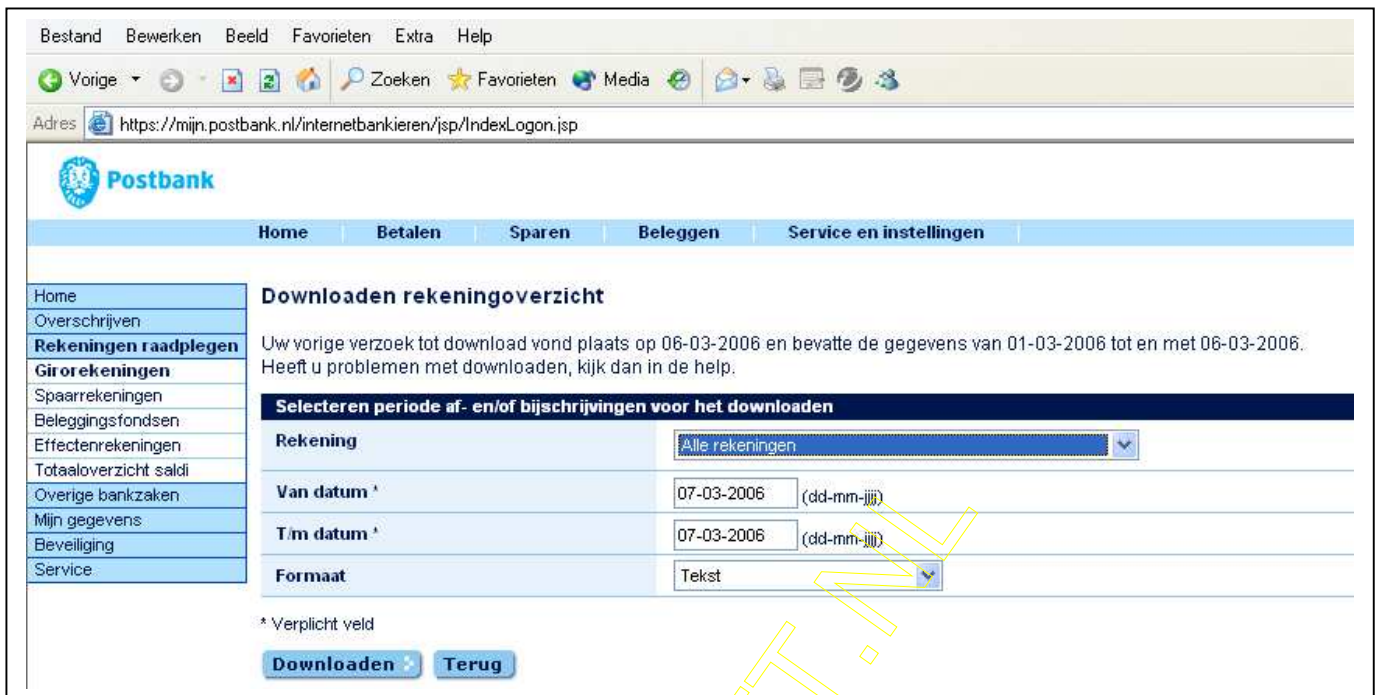 Bestand Bewerken Beeld Favorieten Extra Help
Vorige Zoeken Favorieten Media
Adres https://mijn.postbank.nl/internetbankieren/jsp/IndexLogon.jsp
Postbank
Home Betalen Sparen Beleggen Service en instellingen
Home
Overschrijven
Rekeningen raadplegen
Girorekeningen
Spaarrekeningen
Beleggingsfondsen
Effectenrekeningen
Totaaloverzicht saldi
Overige bankzaken
Mijn gegevens
Beveiliging
Service
Downloaden rekeningoverzicht
Uw vorige verzoek tot download vond plaats op 06-03-2006 en bevatte de gegevens van 01-03-2006 tot en met 06-03-2006.
Heeft u problemen met downloaden, kijk dan in de help.
Selecteren periode af- en/of bijschrijvingen voor het downloaden
Rekening Alle rekeningen
Van datum * 07-03-2006 (dd-mm-jjjj)
T/m datum * 07-03-2006 (dd-mm-jjjj)
Formaat Tekst
* Verplicht veld
Downloaden Terug
T.NL